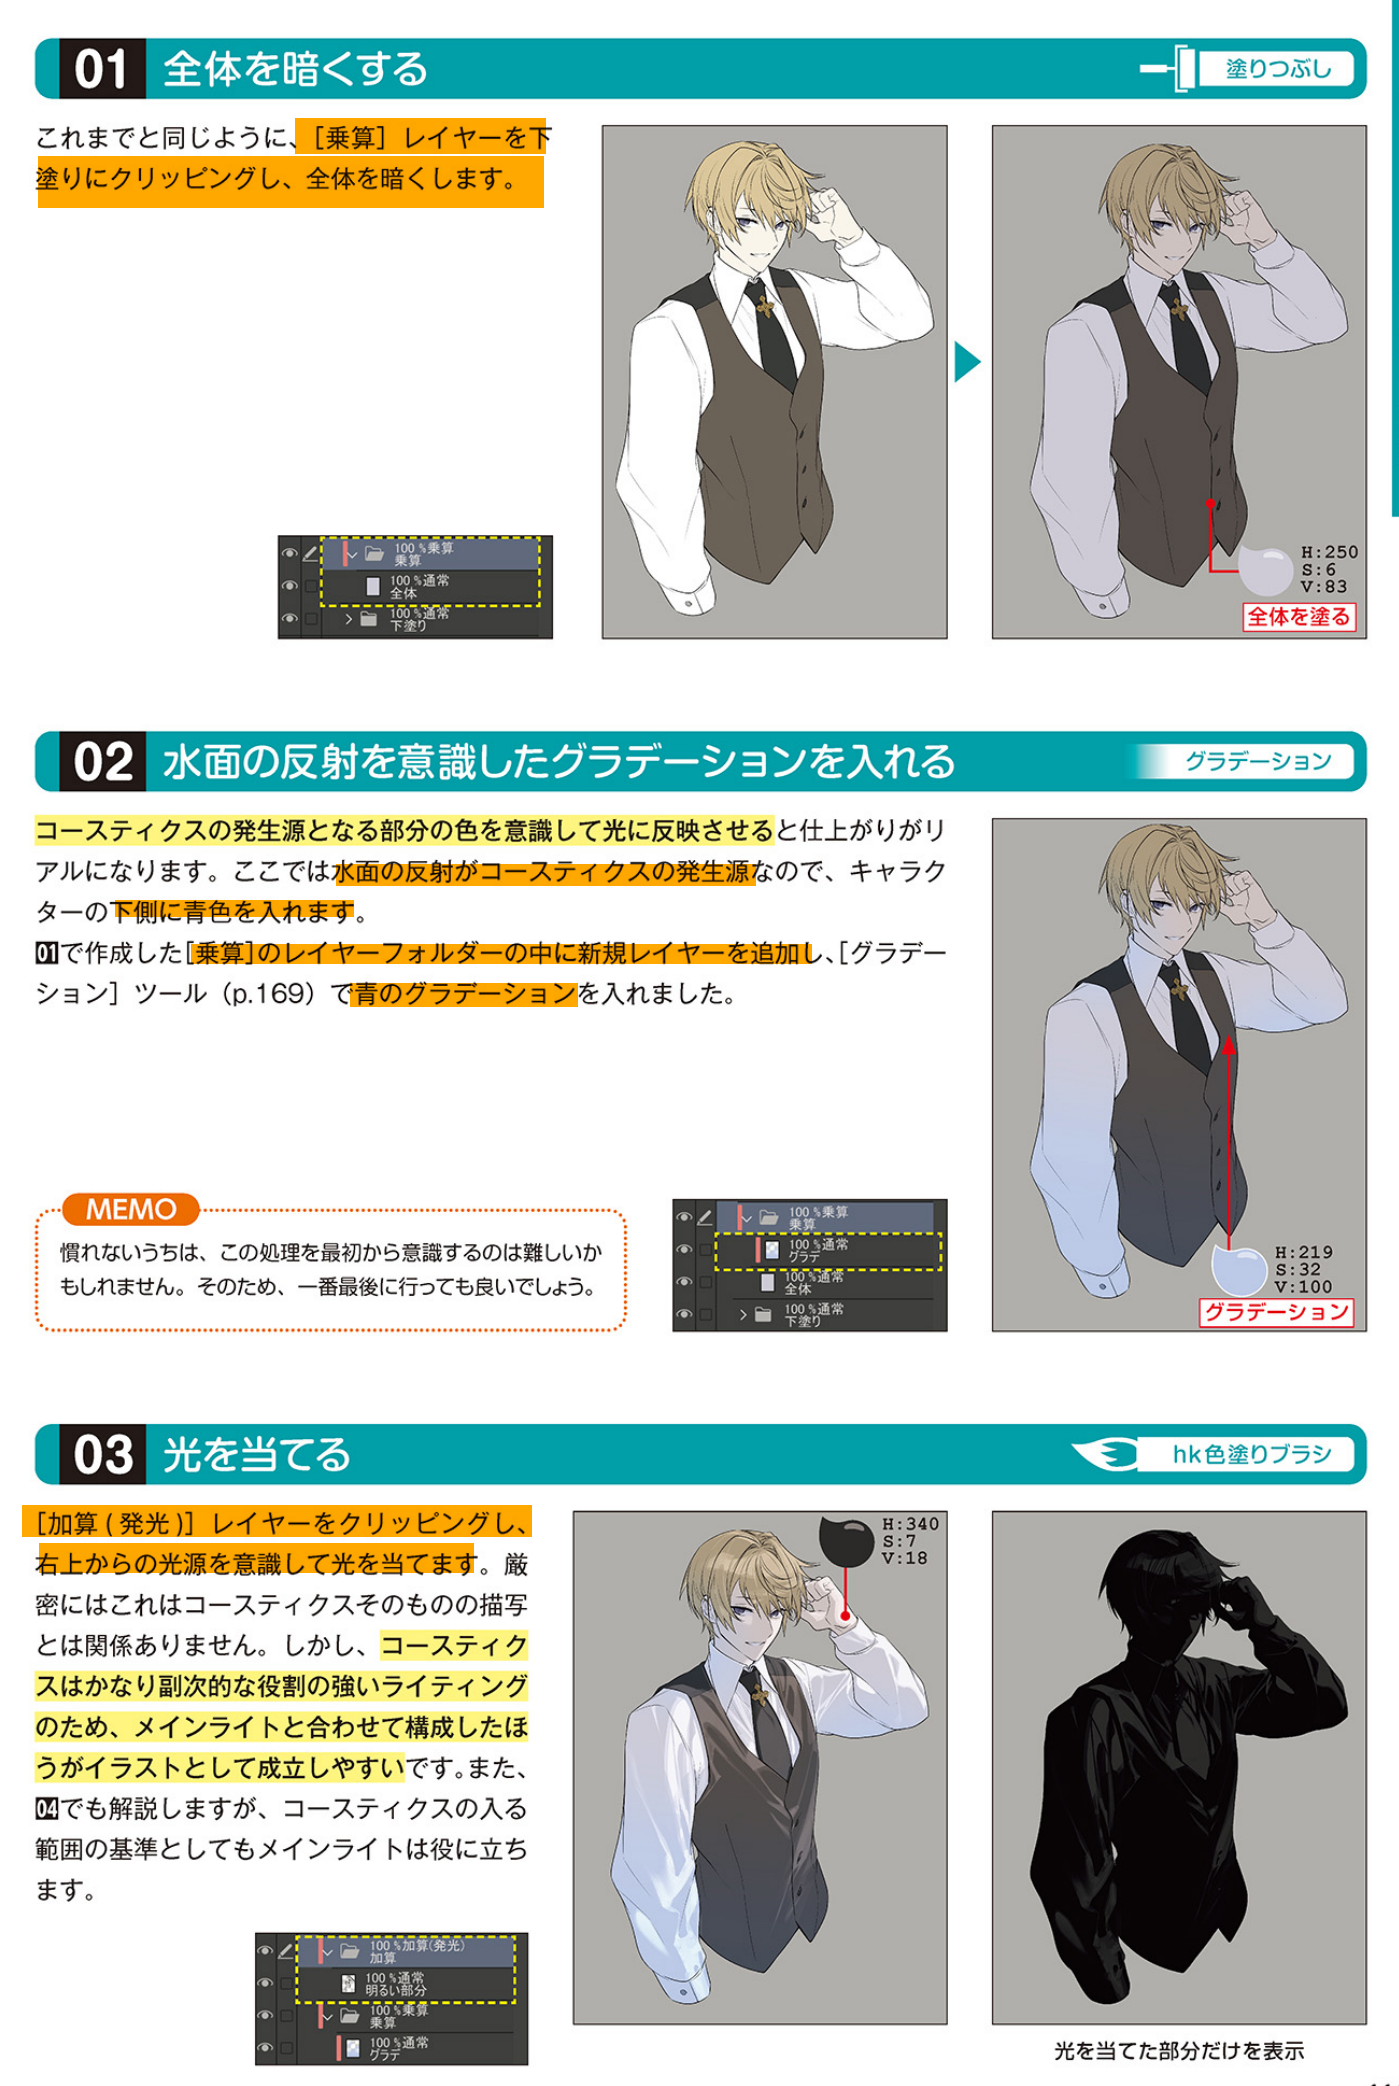 01 全体を暗くする
塗りつぶし
これまでと同じように、［乗算］レイヤーを下
塗りにクリッピングし、全体を暗くします。
100 %乗算
乗算
100 %通常
全体
100 %通常
下塗り
H:250
S:6
V:83
全体を塗る
02 水面の反射を意識したグラデーションを入れる
グラデーション
コースティクスの発生源となる部分の色を意識して光に反映させると仕上がりがリ
アルになります。ここでは水面の反射がコースティクスの発生源なので、キャラク
ターの下側に青色を入れます。
01で作成した［乗算］のレイヤーフォルダーの中に新規レイヤーを追加し、［グラデー
ション］ツール（p.169）で青のグラデーションを入れました。
MEMO
慣れないうちは、この処理を最初から意識するのは難しいか
もしれません。そのため、一番最後に行っても良いでしょう。
100 %乗算
乗算
100 %通常
グラデ
100 %通常
全体
100 %通常
下塗り
H:219
S:32
V:100
グラデーション
03 光を当てる
hk色塗りブラシ
［加算(発光)］レイヤーをクリッピングし、
右上からの光源を意識して光を当てます。厳
密にはこれはコースティクスそのものの描写
とは関係ありません。しかし、コースティク
スはかなり副次的な役割の強いライティング
のため、メインライトと合わせて構成したほ
うがイラストとして成立しやすいです。また、
04でも解説しますが、コースティクスの入る
範囲の基準としてもメインライトは役に立ち
ます。
100 %加算(発光)
加算
100 %通常
明るい部分
100 %乗算
乗算
100 %通常
グラデ
H:340
S:7
V:18
光を当てた部分だけを表示